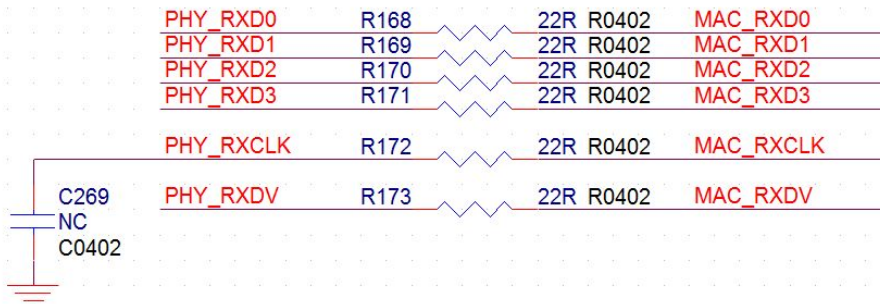 PHY_RXD0 R168 22R R0402 MAC_RXD0
PHY_RXD1 R169 22R R0402 MAC_RXD1
PHY_RXD2 R170 22R R0402 MAC_RXD2
PHY_RXD3 R171 22R R0402 MAC_RXD3
PHY_RXCLK R172 22R R0402 MAC_RXCLK
PHY_RXDV R173 22R R0402 MAC_RXDV
C269
NC
C0402